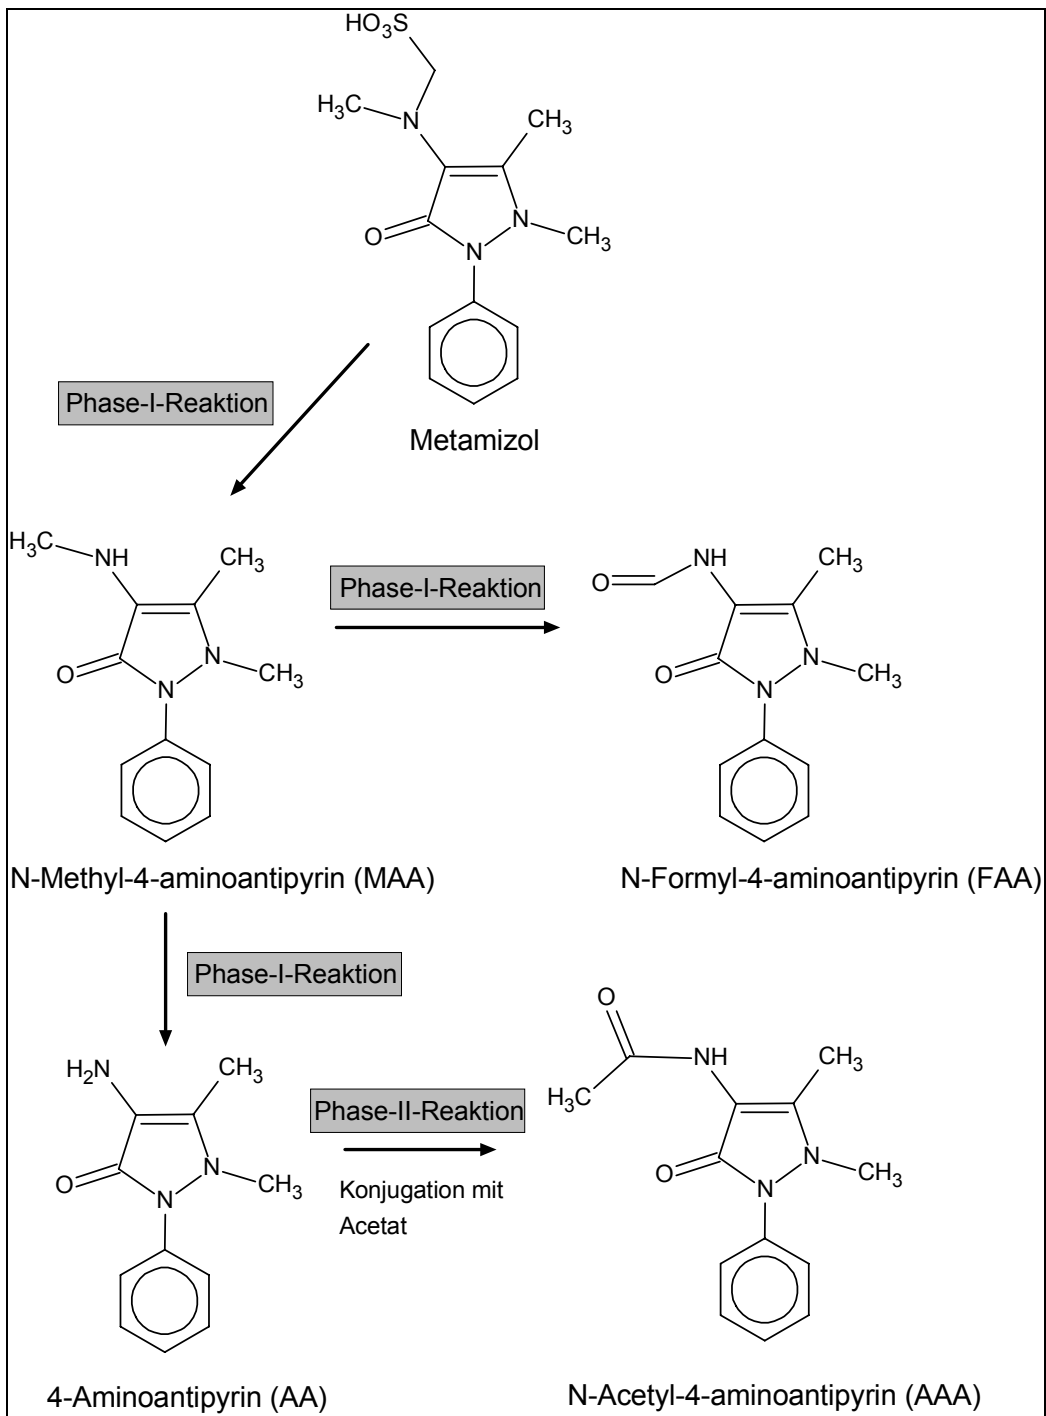 HO3S
H3C
N
CH3
O
N
N
CH3
Phase-I-Reaktion
Metamizol
H3C
NH
CH3
O
N
N
CH3
Phase-I-Reaktion
O
NH
CH3
O
N
N
CH3
N-Methyl-4-aminoantipyrin (MAA)
N-Formyl-4-aminoantipyrin (FAA)
Phase-I-Reaktion
H2N
CH3
O
N
N
CH3
Phase-II-Reaktion
Konjugation mit
Acetat
O
H3C
NH
CH3
O
N
N
CH3
4-Aminoantipyrin (AA)
N-Acetyl-4-aminoantipyrin (AAA)